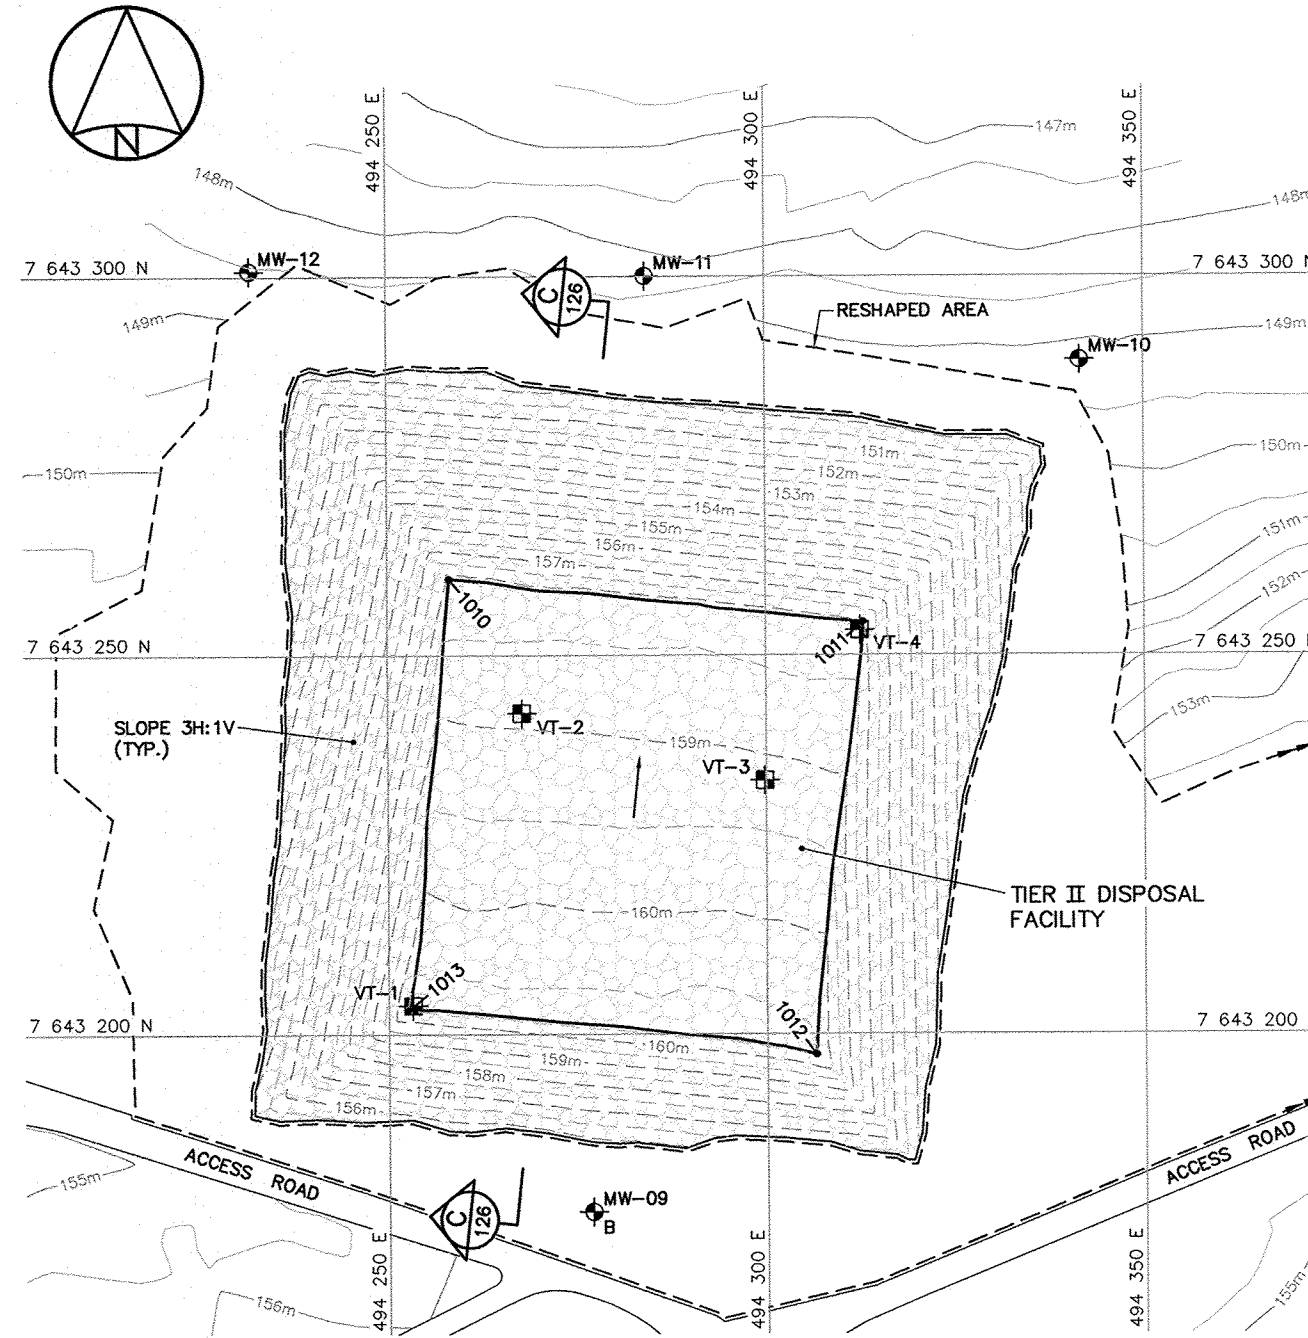 N
494 250 E
494 300 E
494 350 E
147m
148m
148m
MW-12
MW-11
7 643 300 N
7 643 300 N
C
126
RESHAPED AREA
149m
149m
MW-10
151m
150m
150m
152m
153m
154m
155m
151m
156m
157m
152m
1010
1011
VT-4
7 643 250 N
7 643 250
153m
SLOPE 3H:1V
(TYP.)
VT-2
159m
VT-3
TIER II DISPOSAL
FACILITY
160m
VT-1
1013
1012
7 643 200 N
7 643 200
160m
159m
158m
157m
156m
ACCESS ROAD
ACCESS ROAD
155m
C
126
MW-09
B
494 250 E
494 300 E
494 350 E
156m
155m